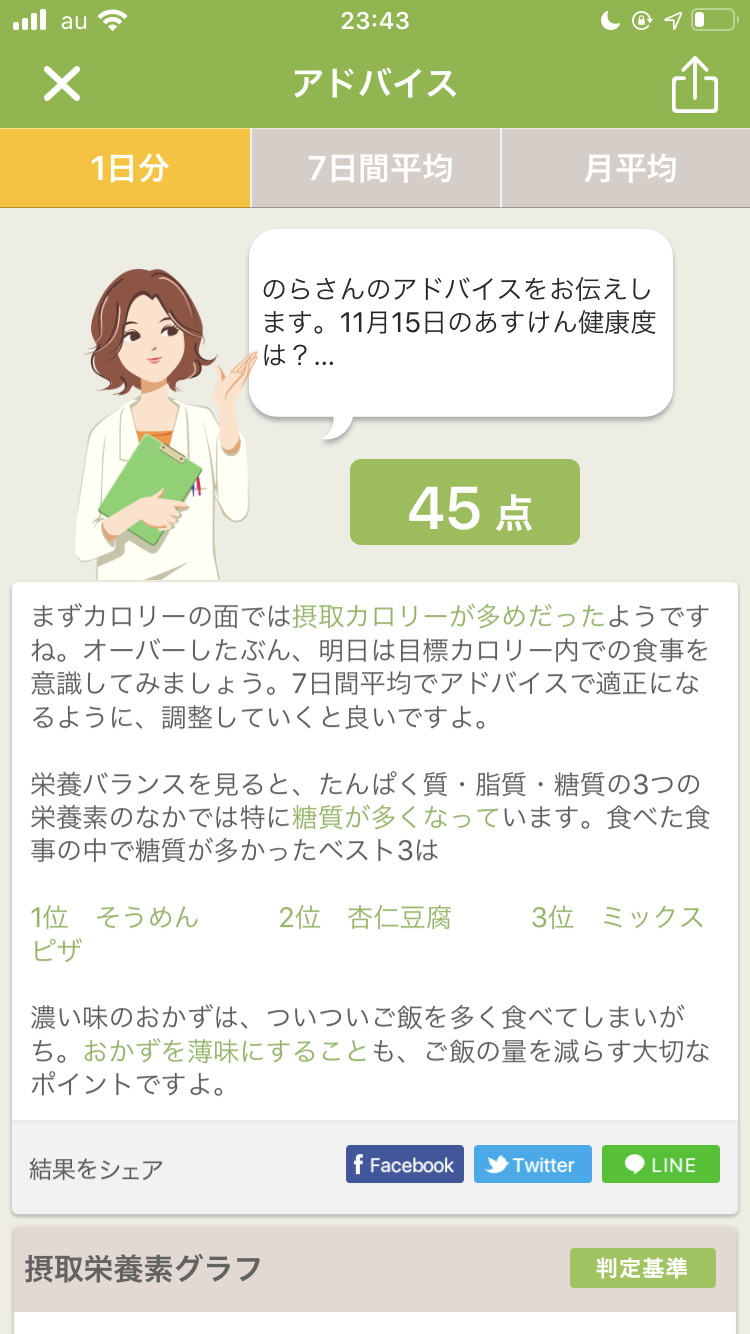 au 23:43
アドバイス
1日分 7日間平均 月平均
のらさんのアドバイスをお伝えし
ます。11月15日のあすけん健康度
は？...
45 点
まずカロリーの面では摂取カロリーが多めだったようです
ね。オーバーしたぶん、明日は目標カロリー内での食事を
意識してみましょう。7日間平均でアドバイスで適正にな
るように、調整していくと良いですよ。
栄養バランスを見ると、たんぱく質・脂質・糖質の3つの
栄養素のなかでは特に糖質が多くなっています。食べた食
事の中で糖質が多かったベスト3は
1位　そうめん　　　2位　杏仁豆腐　　　3位　ミックス
ピザ
濃い味のおかずは、ついついご飯を多く食べてしまいが
ち。おかずを薄味にすることも、ご飯の量を減らす大切な
ポイントですよ。
結果をシェア Facebook Twitter LINE
摂取栄養素グラフ 判定基準